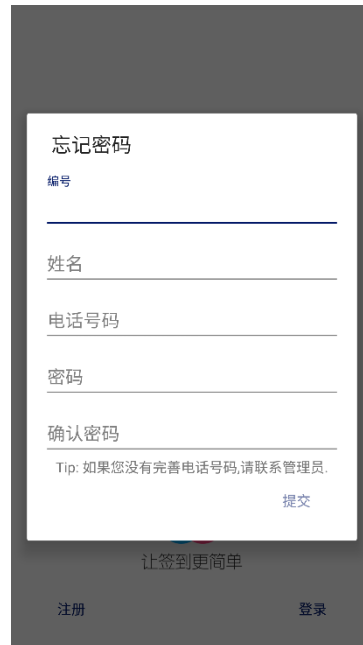 忘记密码
编号
姓名
电话号码
密码
确认密码
Tip: 如果您没有完善电话号码,请联系管理员.
提交
让签到更简单
注册
登录